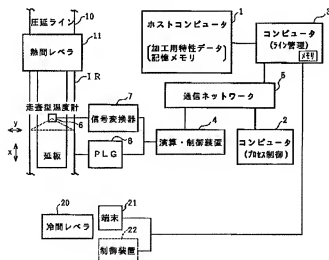 圧延ライン
10
11
熱間レベラ
IR
走査型温度計
6
y
x
延板
7
信号変換器
8
PLG
ホストコンピュータ
1
(加工用特性データ)
記憶メモリ
3
コンピュータ
(ライン管理)
メモリ
5
通信ネットワーク
4
演算・制御装置
2
コンピュータ
(プロセス制御)
20
冷間レベラ
21
端末
22
制御装置